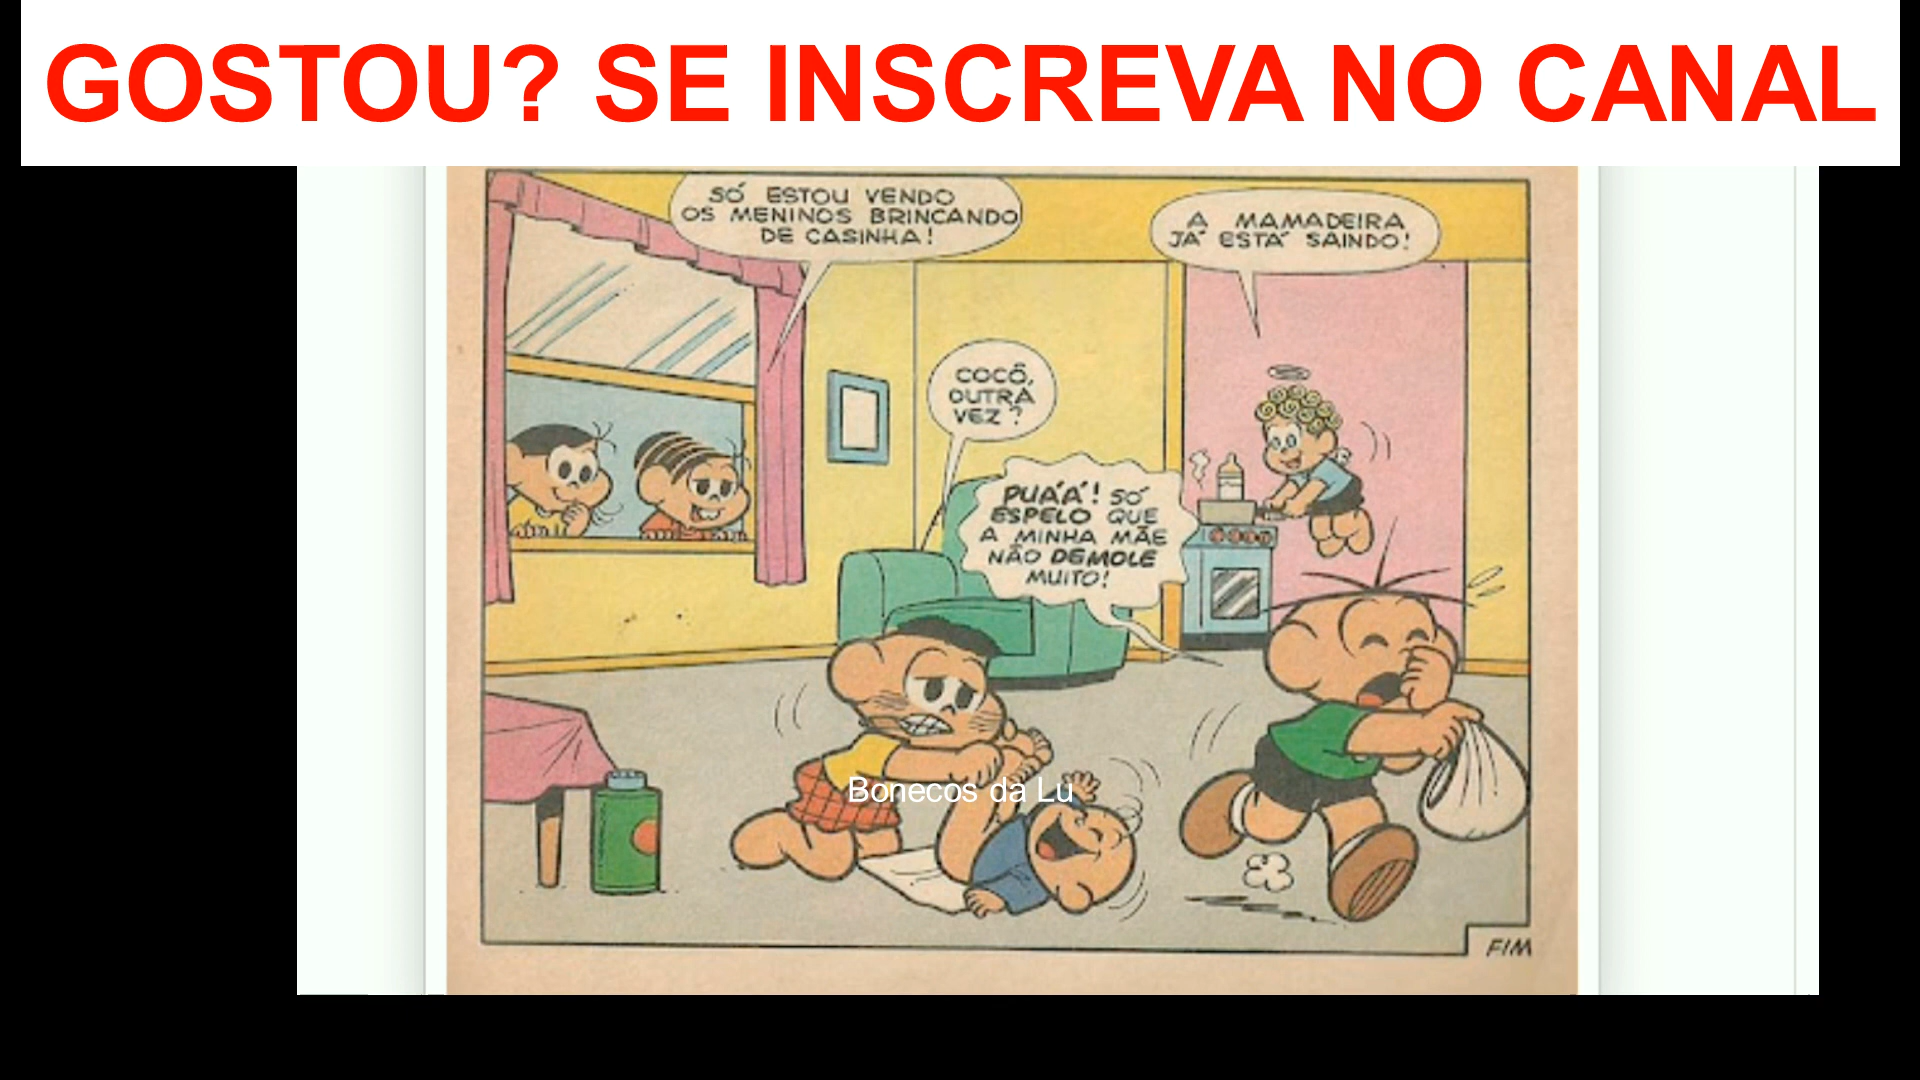 GOSTOU? SE INSCREVA NO CANAL
SÓ ESTOU VENDO
OS MENINOS BRINCANDO
DE CASINHA!
A MAMADEIRA
JÁ ESTÁ SAINDO!
COCÔ,
OUTRA
VEZ?
PUÁÁ! SÓ
ESPELO QUE
A MINHA MÃE
NÃO DEMOLE
MUITO!
Bonecos da Lu
FIM